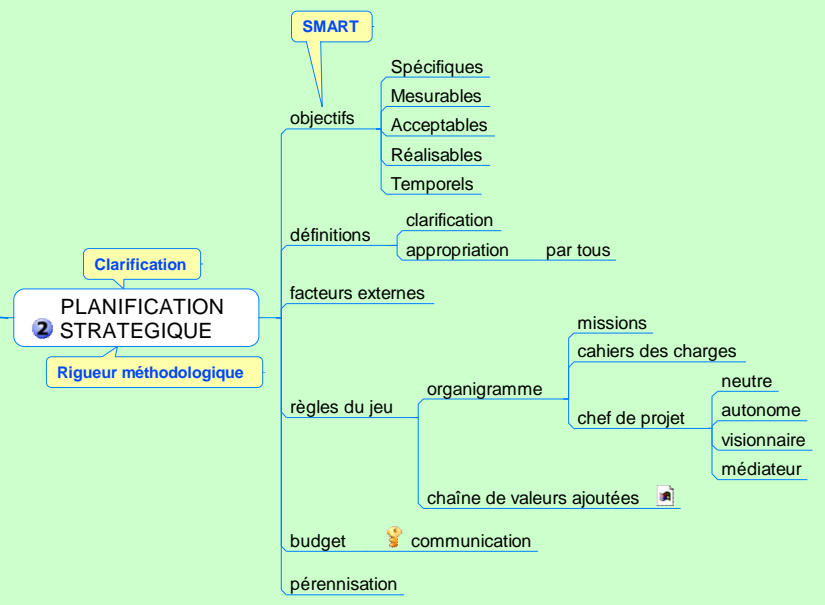 SMART
objectifs
Spécifiques
Mesurables
Acceptables
Réalisables
Temporels
définitions
clarification
appropriation par tous
Clarification
2 PLANIFICATION
STRATEGIQUE
Rigueur méthodologique
facteurs externes
règles du jeu
organigramme
missions
cahiers des charges
chef de projet
neutre
autonome
visionnaire
médiateur
chaîne de valeurs ajoutées
budget communication
pérennisation